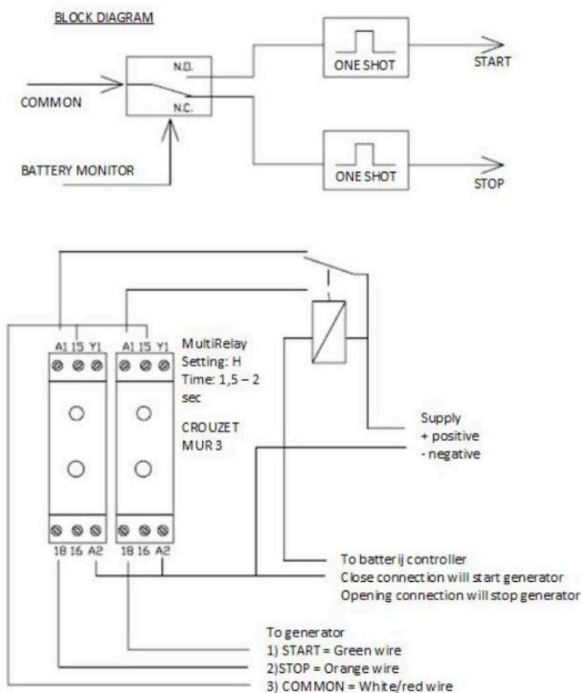 BLOCK DIAGRAM
N.O.
ONE SHOT
START
COMMON
N.C.
BATTERY MONITOR
ONE SHOT
STOP
A1 15 Y1
A1 15 Y1
MultiRelay
Setting: H
Time: 1,5 – 2
sec
CROUZET
MUR 3
Supply
+ positive
- negative
18 16 A2
18 16 A2
To batterij controller
Close connection will start generator
Opening connection will stop generator
To generator
1) START = Green wire
2)STOP = Orange wire
3) COMMON = White/red wire